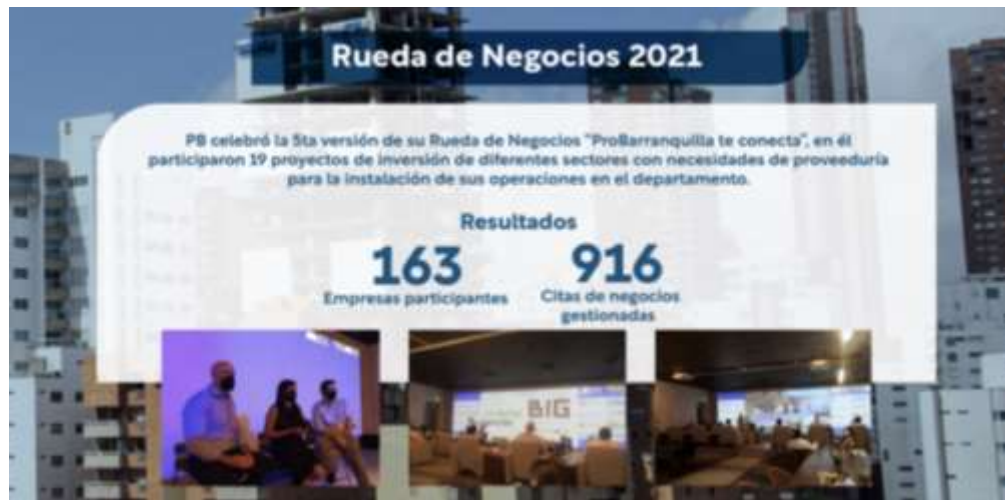 Rueda de Negocios 2021
PB celebró la 5ta versión de su Rueda de Negocios "ProBarranquilla te conecta", en él
participaron 19 proyectos de inversión de diferentes sectores con necesidades de proveeduría
para la instalación de sus operaciones en el departamento.
Resultados
163
Empresas participantes
916
Citas de negocios
gestionadas
BIG